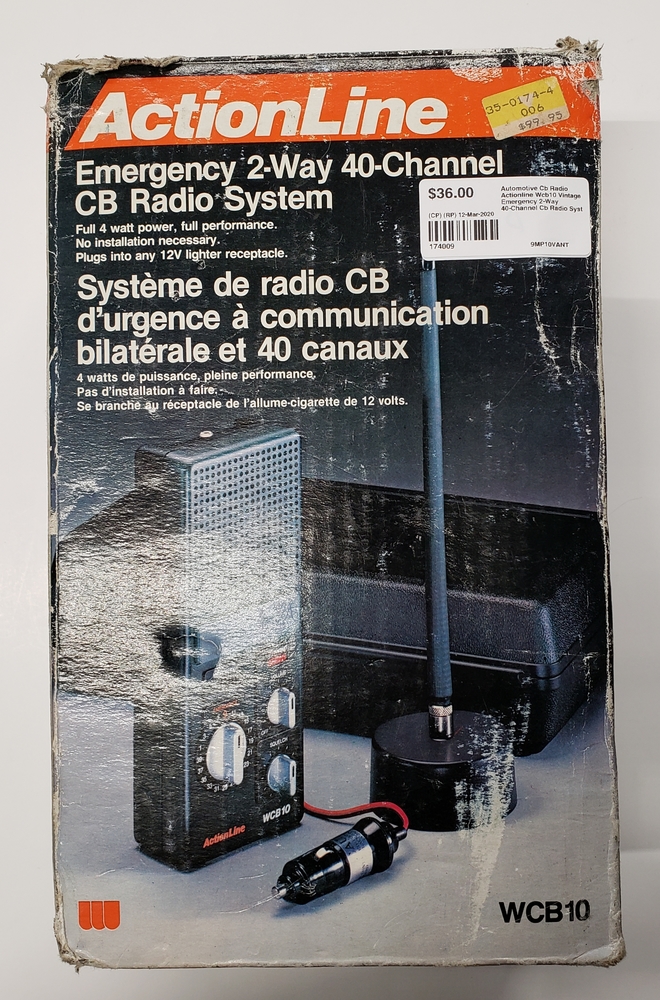 ActionLine
35-0174-4
006
$99.95
Emergency 2-Way 40-Channel
CB Radio System
Full 4 watt power, full performance.
No installation necessary.
Plugs into any 12V lighter receptacle.
$36.00
Automotive Cb Radio
Actionline Wcb10 Vintage
Emergency 2-Way
40-Channel Cb Radio Syst
(CP) (RP) 12-Mar-2020
174009
9MP10VANT
Système de radio CB
d'urgence à communication
bilatérale et 40 canaux
4 watts de puissance, pleine performance.
Pas d'installation à faire.
Se branche au réceptacle de l'allume-cigarette de 12 volts.
SQUELCH
WCB10
ActionLine
WCB10